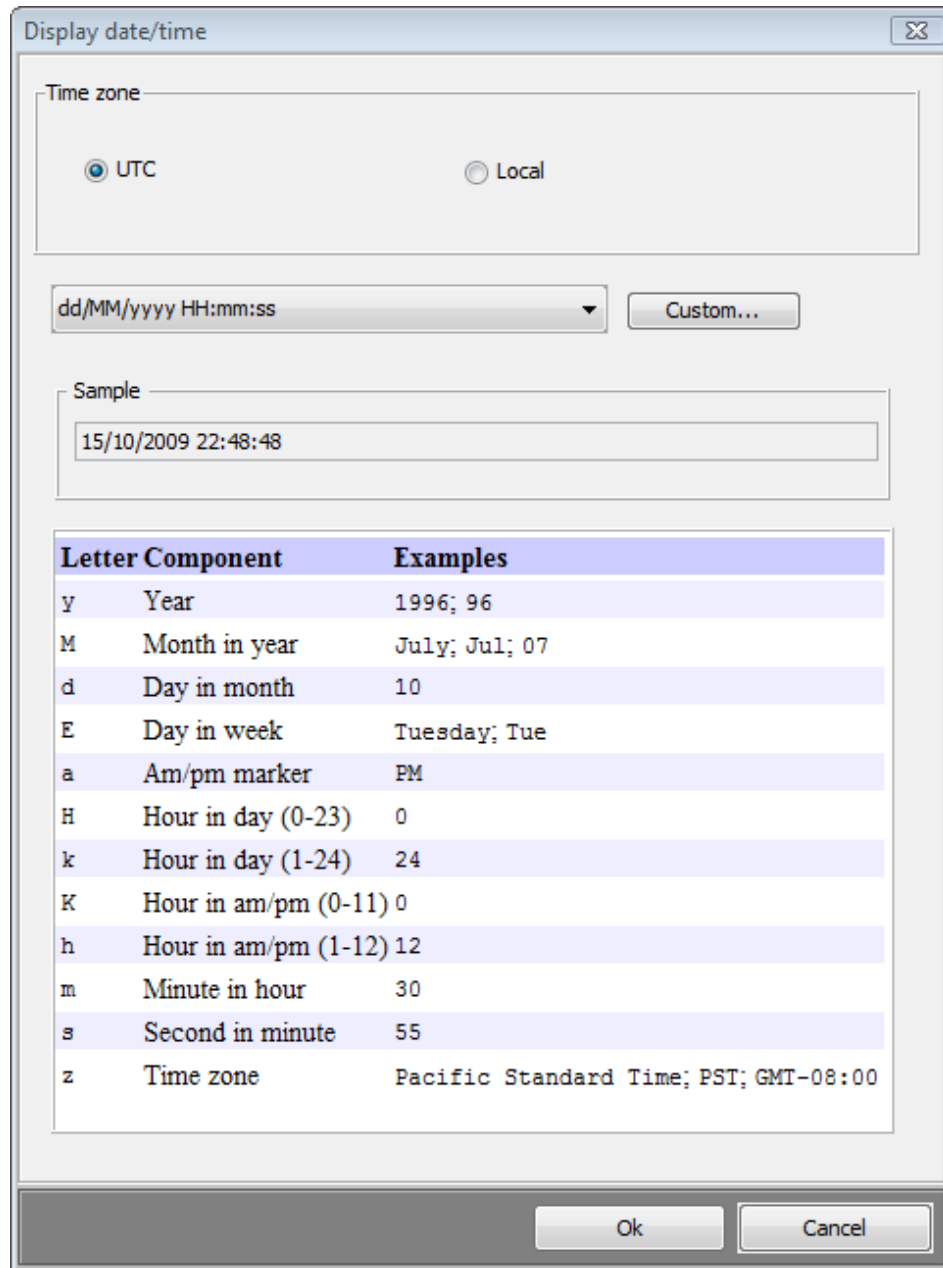 Display date/time
Time zone
UTC Local
dd/MM/yyyy HH:mm:ss Custom...
Sample
15/10/2009 22:48:48
Letter Component Examples
y Year 1996; 96
M Month in year July; Jul; 07
d Day in month 10
E Day in week Tuesday; Tue
a Am/pm marker PM
H Hour in day (0-23) 0
k Hour in day (1-24) 24
K Hour in am/pm (0-11) 0
h Hour in am/pm (1-12) 12
m Minute in hour 30
s Second in minute 55
z Time zone Pacific Standard Time; PST; GMT-08:00
Ok Cancel